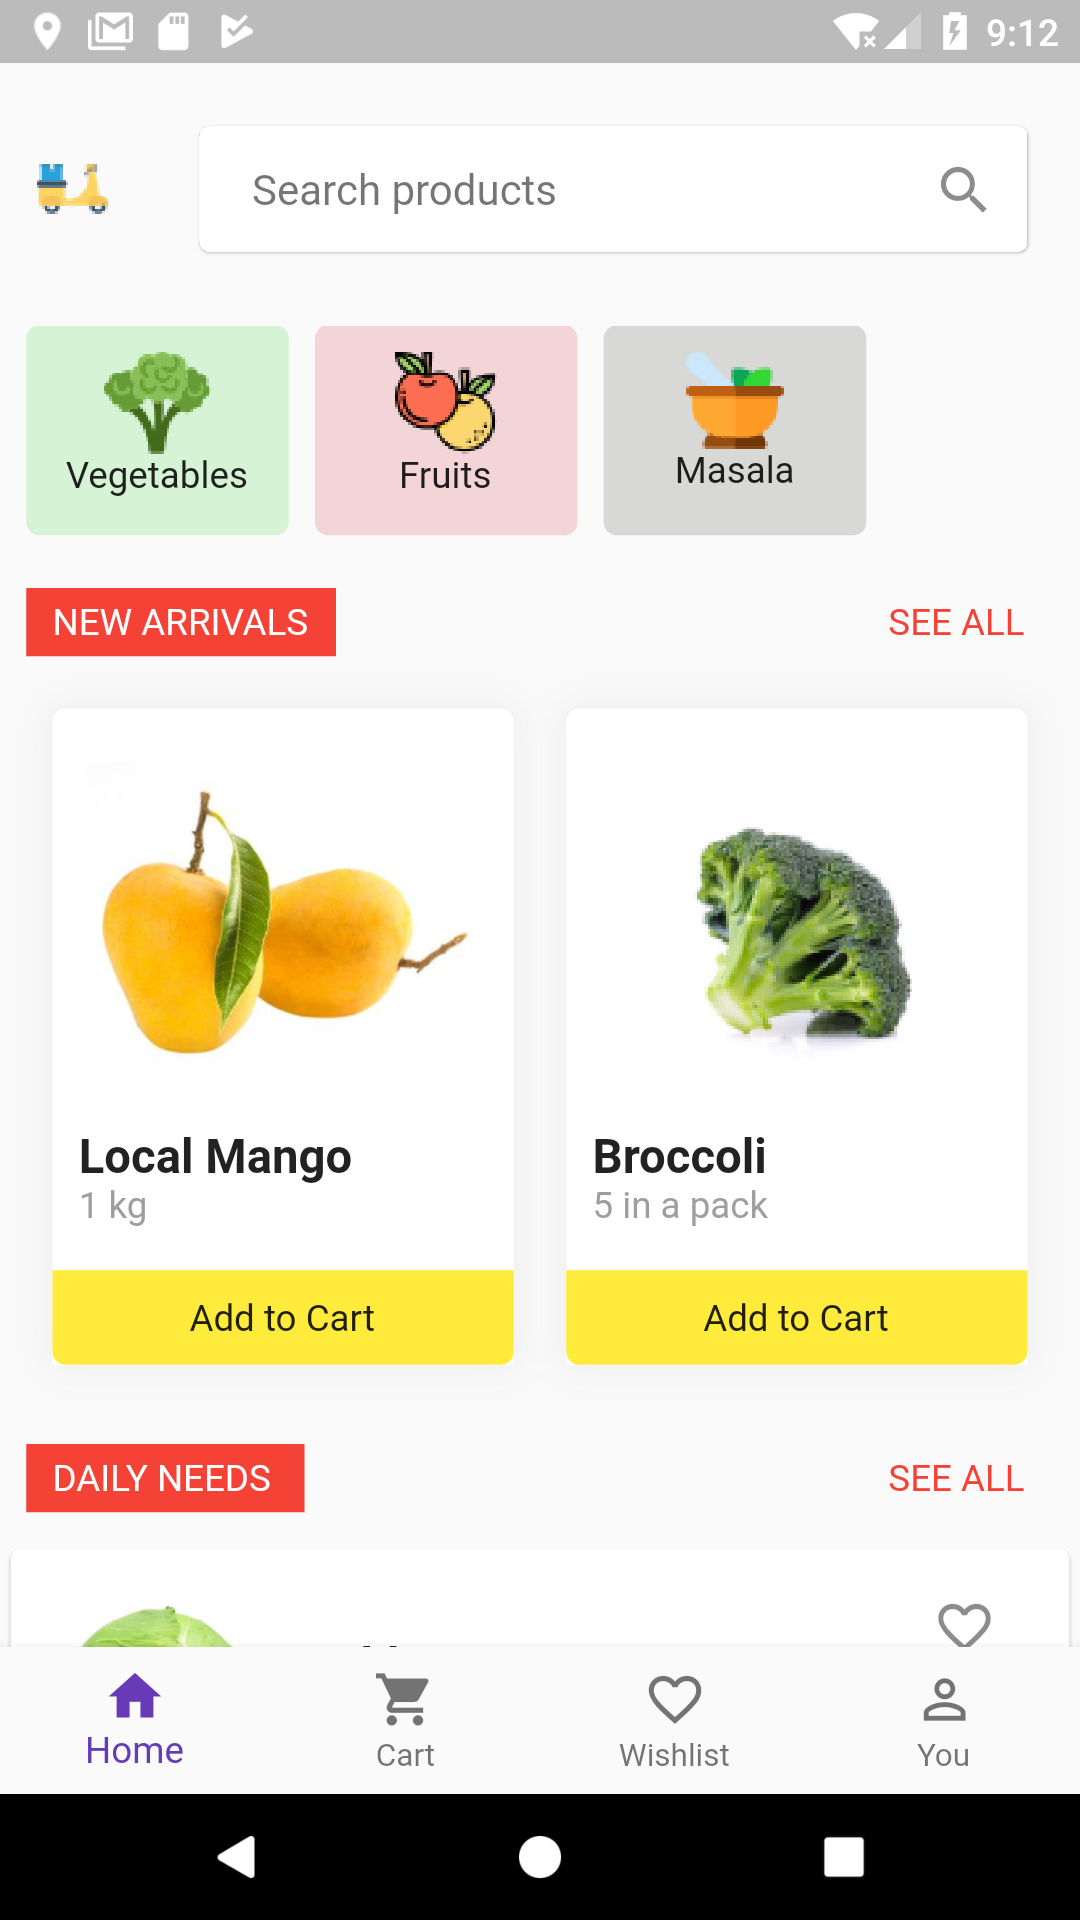 9:12
Search products
Vegetables
Fruits
Masala
NEW ARRIVALS
SEE ALL
Local Mango
1 kg
Add to Cart
Broccoli
5 in a pack
Add to Cart
DAILY NEEDS
SEE ALL
Home
Cart
Wishlist
You